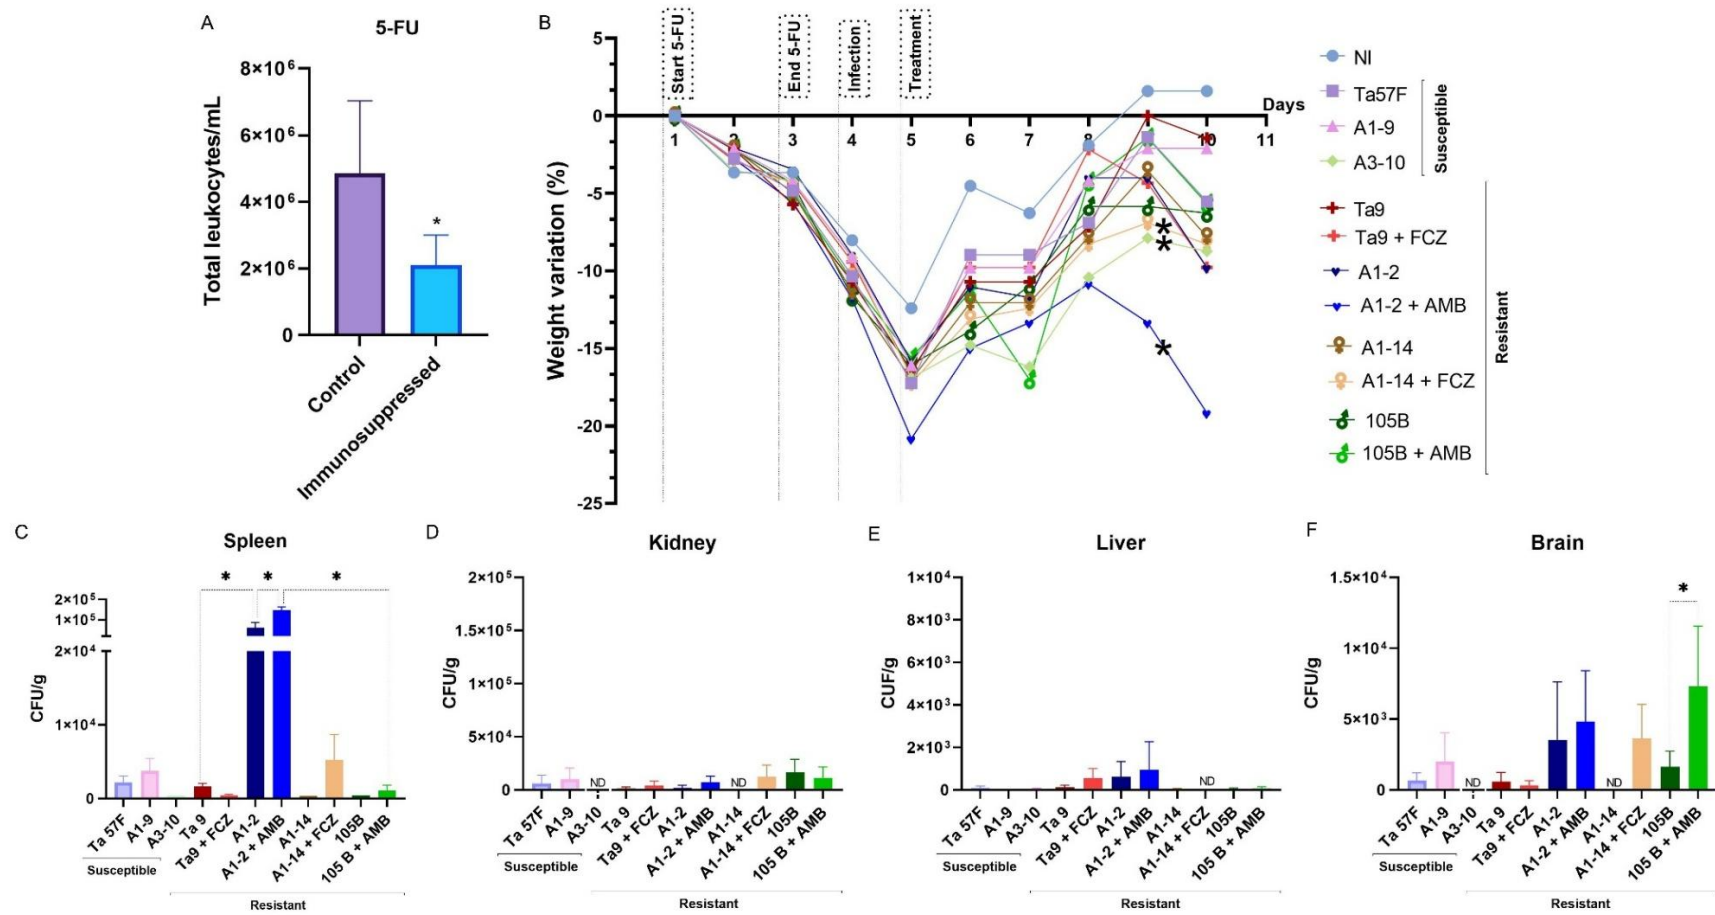 A
5-FU
Total leukocytes/mL
8×10⁶
6×10⁶
4×10⁶
2×10⁶
0
*
Control
Immunosuppressed
B
Start 5-FU
End 5-FU
Infection
Treatment
Weight variation (%)
5
0
-5
-10
-15
-20
-25
1 2 3 4 5 6 7 8 10 11
Days
*
*
*
NI
Ta57F
A1-9
A3-10
Susceptible
Ta9
Ta9 + FCZ
A1-2
A1-2 + AMB
A1-14
A1-14 + FCZ
105B
105B + AMB
Resistant
C
Spleen
CFU/g
2×10⁵
1×10⁵
2×10⁴
1×10⁴
0
* * *
Ta 57F
A1-9
A3-10
Ta 9
Ta9 + FCZ
A1-2
A1-2 + AMB
A1-14
A1-14 + FCZ
105B
105 B + AMB
Susceptible
Resistant
D
Kidney
CFU/g
2×10⁵
1.5×10⁵
1×10⁵
5×10⁴
0
ND ND
Ta 57F
A1-9
A3-10
Ta 9
Ta9 + FCZ
A1-2
A1-2 + AMB
A1-14
A1-14 + FCZ
105B
105 B + AMB
Susceptible
Resistant
E
Liver
CUF/g
1×10⁴
8×10³
6×10³
4×10³
2×10³
0
ND
Ta 57F
A1-9
A3-10
Ta 9
Ta9 + FCZ
A1-2
A1-2 + AMB
A1-14
A1-14 + FCZ
105B
105 B + AMB
Susceptible
Resistant
F
Brain
CFU/g
1.5×10⁴
1×10⁴
5×10³
0
*
ND ND
Ta 57F
A1-9
A3-10
Ta 9
Ta9 + FCZ
A1-2
A1-2 + AMB
A1-14
A1-14 + FCZ
105B
105 B + AMB
Susceptible
Resistant